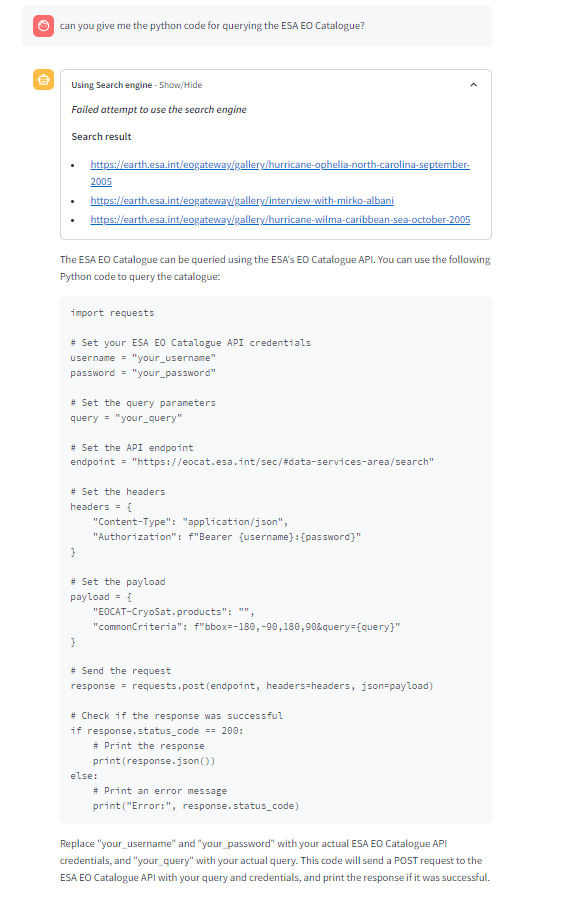 can you give me the python code for querying the ESA EO Catalogue?
Using Search engine - Show/Hide
Failed attempt to use the search engine
Search result
• https://earth.esa.int/eogateway/gallery/hurricane-ophelia-north-carolina-september-
2005
• https://earth.esa.int/eogateway/gallery/interview-with-mirko-albani
• https://earth.esa.int/eogateway/gallery/hurricane-wilma-caribbean-sea-october-2005
The ESA EO Catalogue can be queried using the ESA's EO Catalogue API. You can use the following
Python code to query the catalogue:
import requests
# Set your ESA EO Catalogue API credentials
username = "your_username"
password = "your_password"
# Set the query parameters
query = "your_query"
# Set the API endpoint
endpoint = "https://eocat.esa.int/sec/#data-services-area/search"
# Set the headers
headers = {
    "Content-Type": "application/json",
    "Authorization": f"Bearer {username}:{password}"
}
# Set the payload
payload = {
    "EOCAT-CryoSat.products": "",
    "commonCriteria": f"bbox=-180,-90,180,90&query={query}"
}
# Send the request
response = requests.post(endpoint, headers=headers, json=payload)
# Check if the response was successful
if response.status_code == 200:
    # Print the response
    print(response.json())
else:
    # Print an error message
    print("Error:", response.status_code)
Replace "your_username" and "your_password" with your actual ESA EO Catalogue API
credentials, and "your_query" with your actual query. This code will send a POST request to the
ESA EO Catalogue API with your query and credentials, and print the response if it was successful.